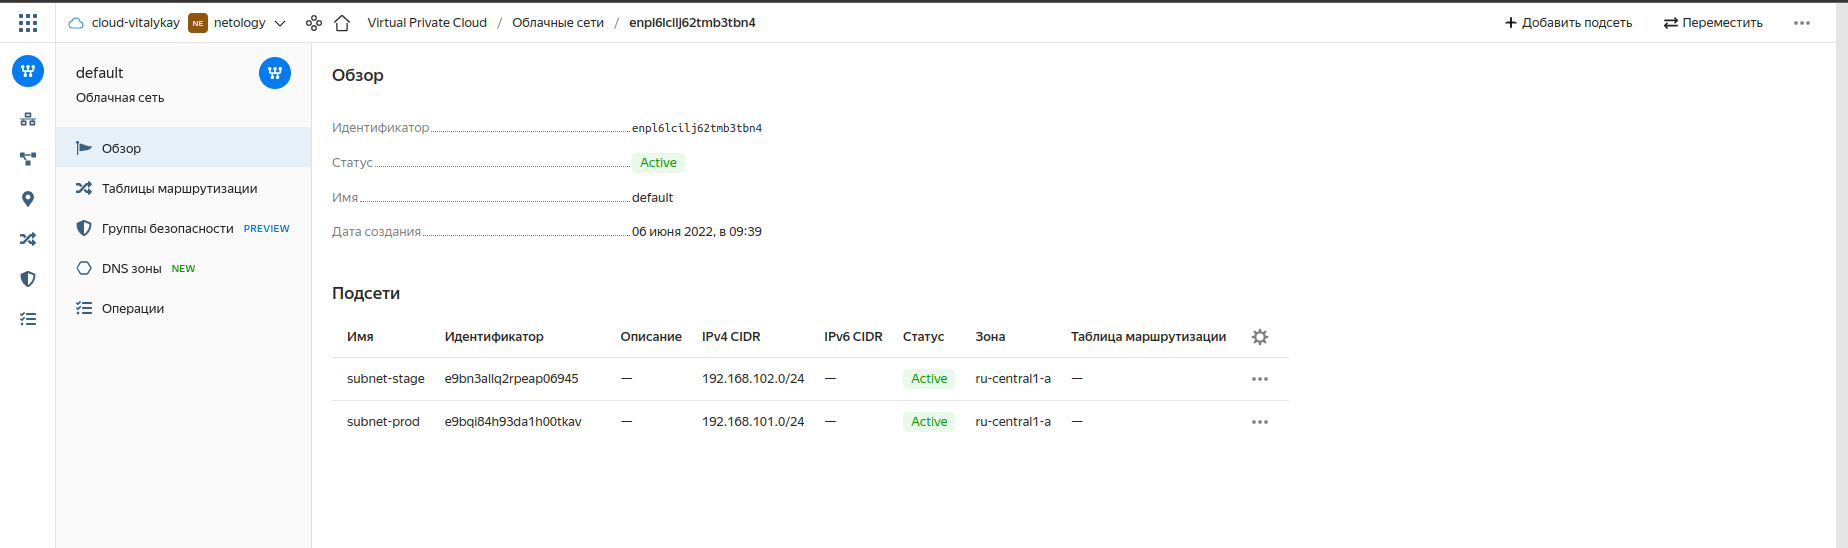 cloud-vitalykay NE netology Virtual Private Cloud / Облачные сети / enpl6lcilj62tmb3tbn4 + Добавить подсеть Переместить
default
Облачная сеть
Обзор
Таблицы маршрутизации
Группы безопасности PREVIEW
DNS зоны NEW
Операции
Обзор
Идентификатор enpl6lcilj62tmb3tbn4
Статус Active
Имя default
Дата создания 06 июня 2022, в 09:39
Подсети
Имя Идентификатор Описание IPv4 CIDR IPv6 CIDR Статус Зона Таблица маршрутизации
subnet-stage e9bn3allq2rpeap06945 — 192.168.102.0/24 — Active ru-central1-a —
subnet-prod e9bqi84h93da1h00tkav — 192.168.101.0/24 — Active ru-central1-a —